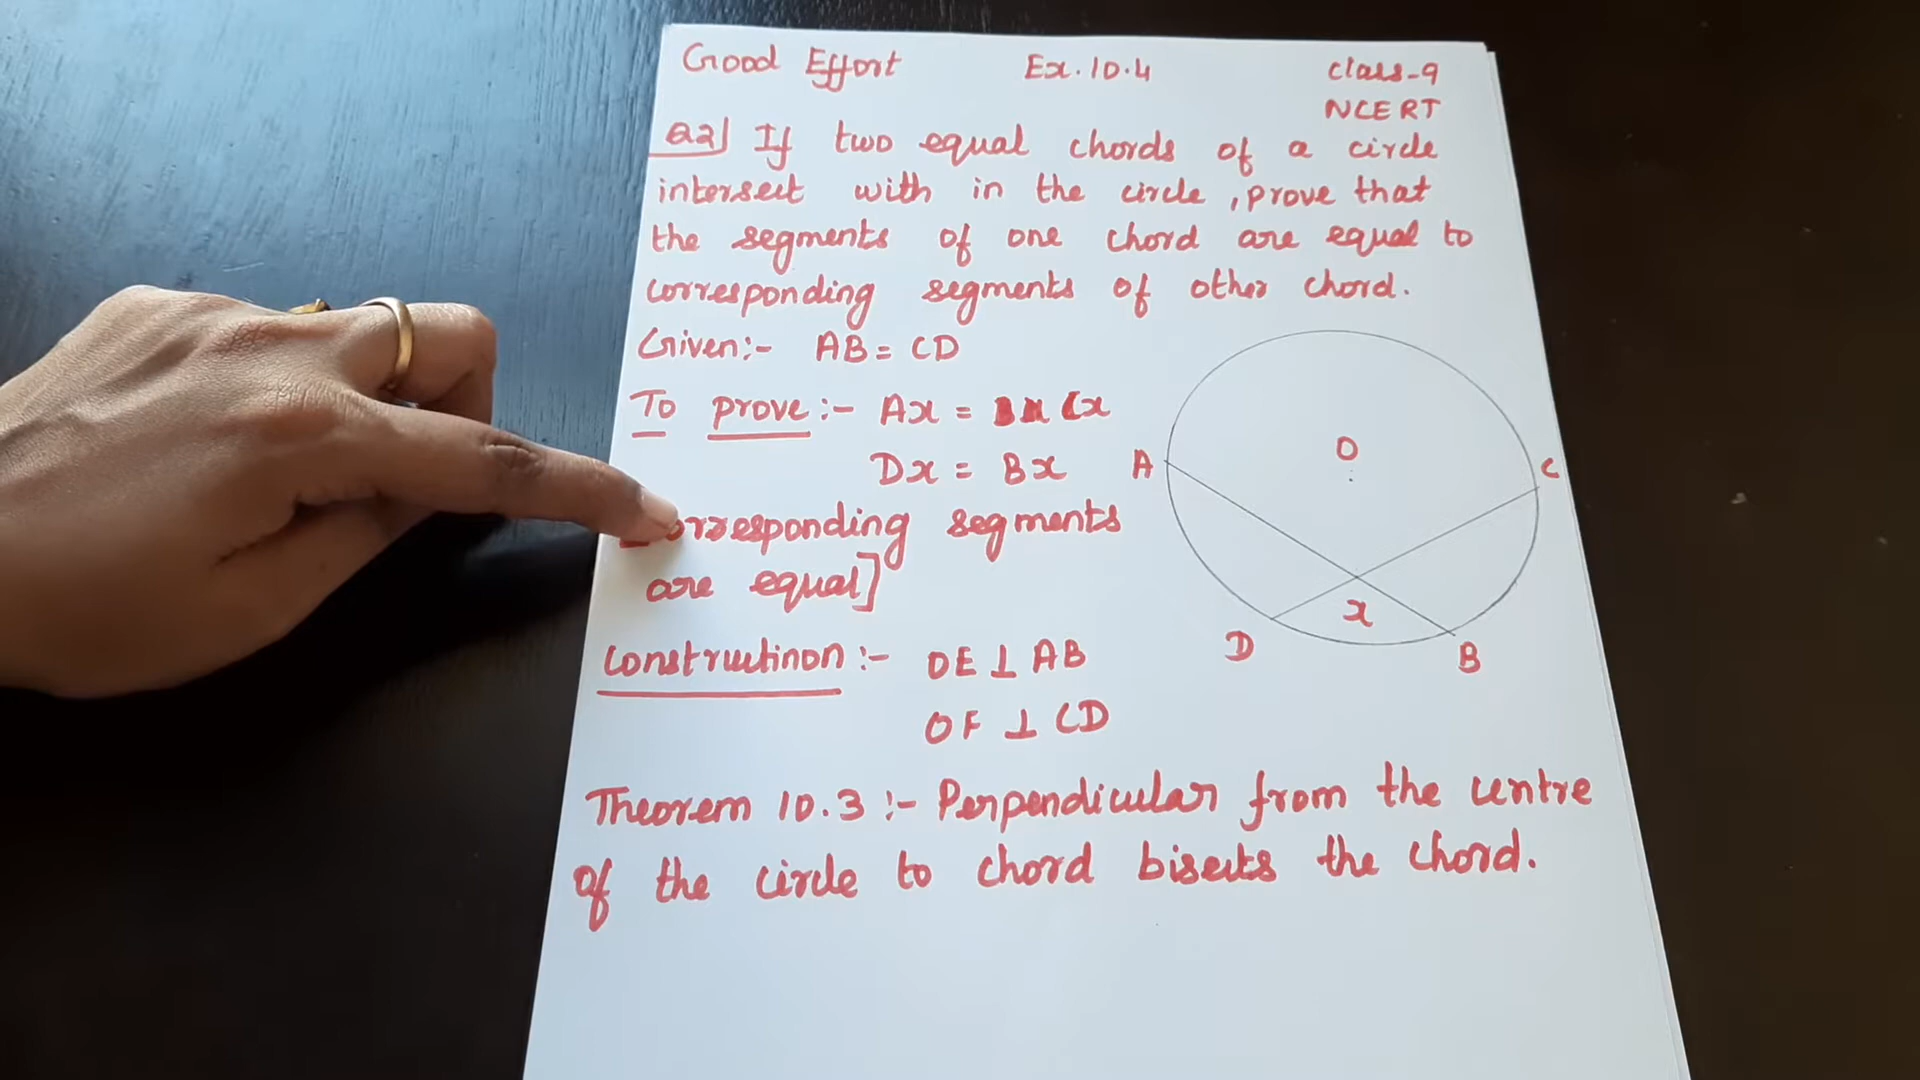 Good Effort Ex.10.4 class-9
NCERT
Q2] If two equal chords of a circle
intersect with in the circle, prove that
the segments of one chord are equal to
corresponding segments of other chord.
Given:- AB = CD
To prove:- Ax = Cx
Dx = Bx
segments
are equal]
Constructinon :- OE ⊥ AB
OF ⊥ CD
Theorem 10.3 :- Perpendicular from the centre
of the circle to chord bisects the chord.
A
O
C
x
D
B